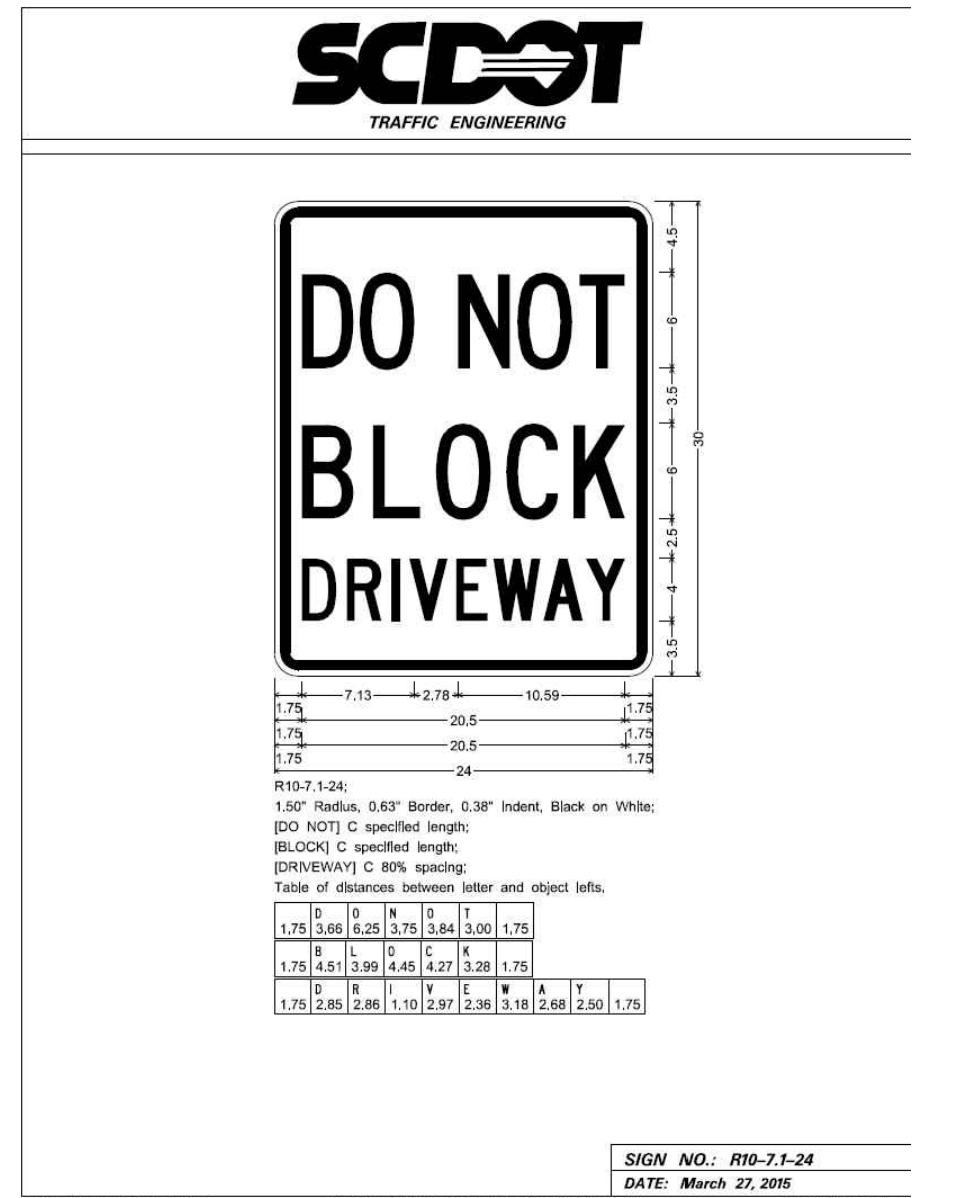 SCDOT
TRAFFIC ENGINEERING
DO NOT
BLOCK
DRIVEWAY
4.5
6
3.5
6
2.5
4
3.5
30
7.13 2.78 10.59
1.75 1.75
20.5
1.75 1.75
20.5
1.75 1.75
24
R10-7.1-24;
1.50" Radius, 0.63" Border, 0.38" Indent, Black on White;
[DO NOT] C specified length;
[BLOCK] C specified length;
[DRIVEWAY] C 80% spacing;
Table of distances between letter and object lefts.
D O N O T
1.75 3.66 6.25 3.75 3.84 3.00 1.75
B L O C K
1.75 4.51 3.99 4.45 4.27 3.28 1.75
D R I V E W A Y
1.75 2.85 2.86 1.10 2.97 2.36 3.18 2.68 2.50 1.75
SIGN NO.: R10-7.1-24
DATE: March 27, 2015